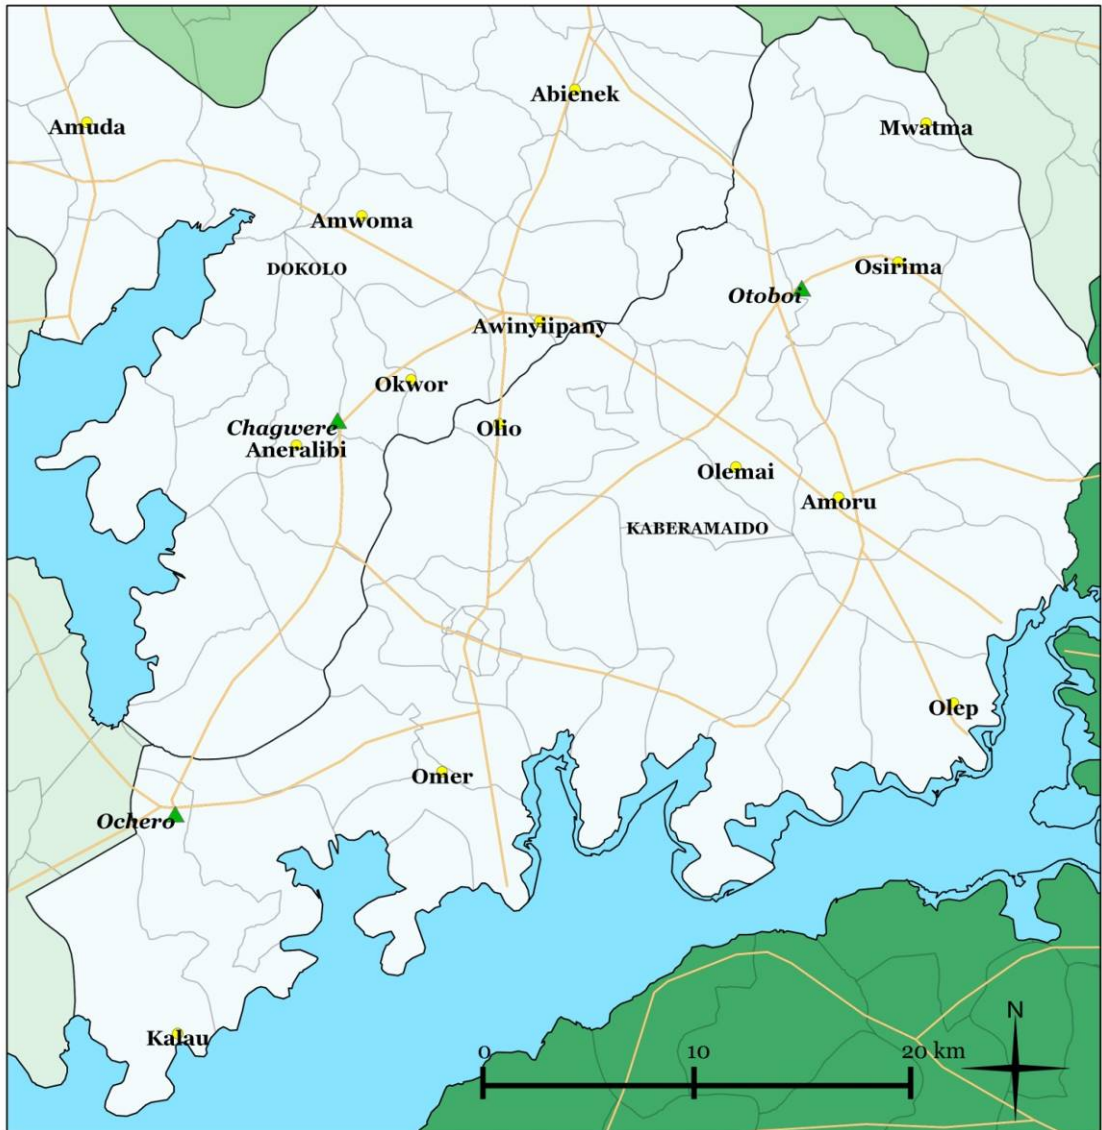 Abienek
Amuda
Mwatma
Amwoma
DOKOLO
Osirima
Otoboi
Awinyiipany
Okwor
Chagwere
Olio
Aneralibi
Olemai
Amoru
KABERAMAIDO
Olep
Omer
Ochero
Kalau
N
0 10 20 km